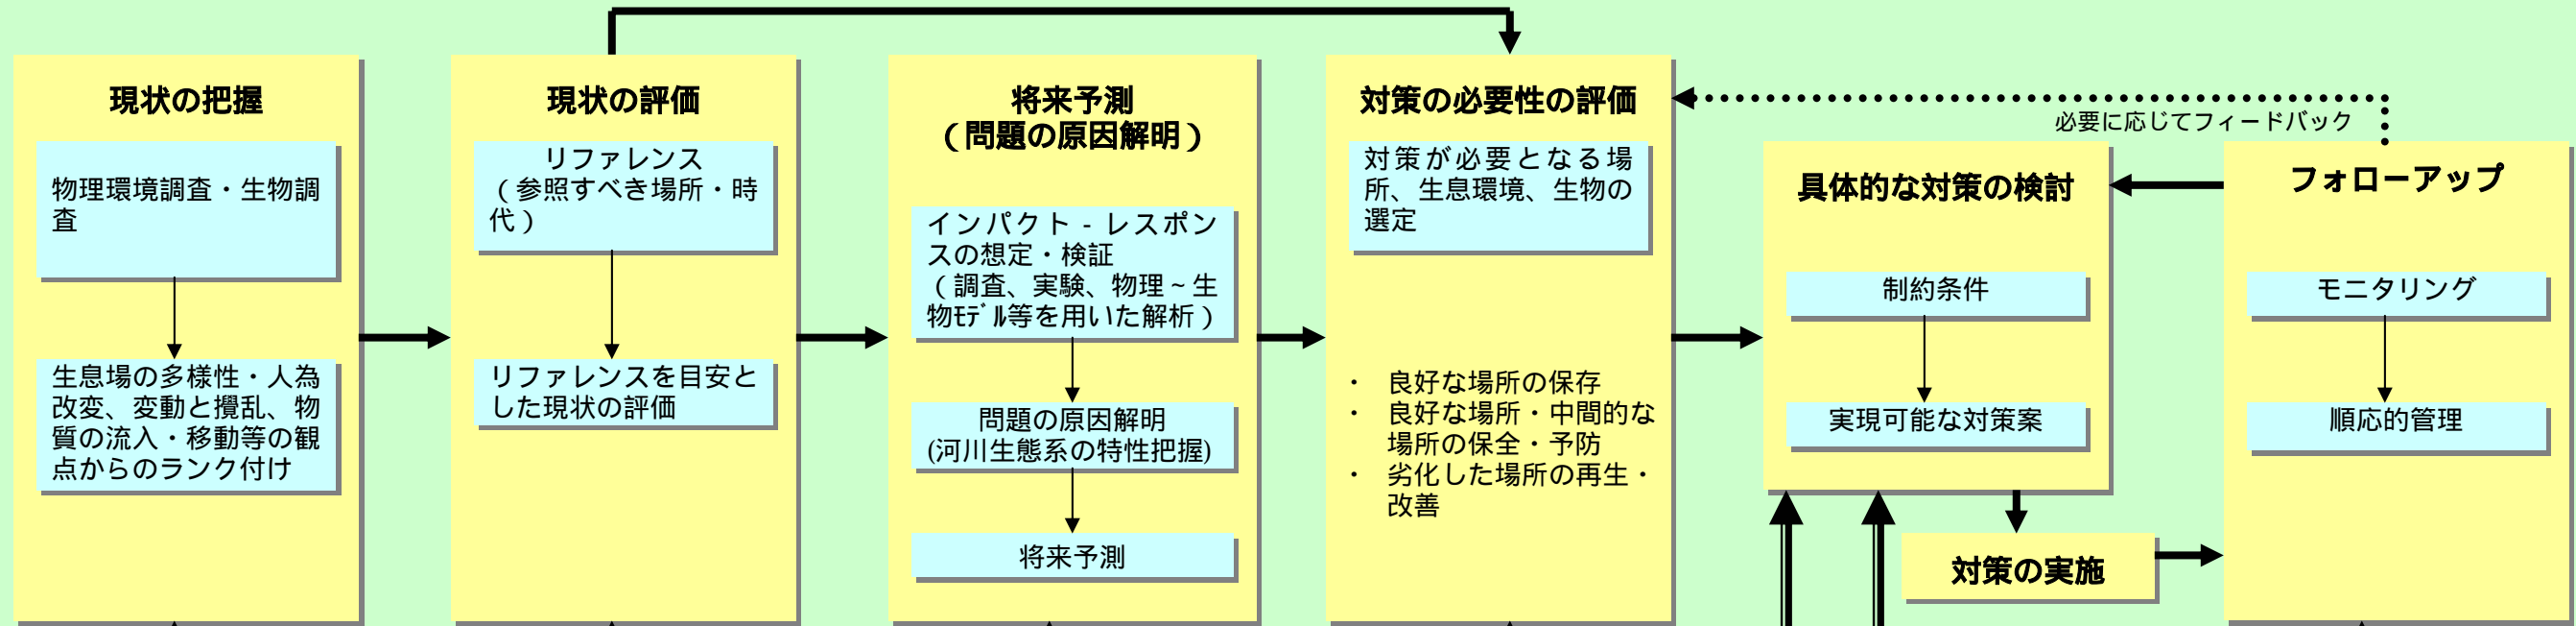 現状の把握
物理環境調査・生物調
査
生息場の多様性・人為
改変、変動と攪乱、物
質の流入・移動等の観
点からのランク付け
現状の評価
リファレンス
（参照すべき場所・時
代）
リファレンスを目安と
した現状の評価
将来予測
（問題の原因解明）
インパクト - レスポン
スの想定・検証
（調査、実験、物理～生
物ﾓﾃﾞﾙ等を用いた解析）
問題の原因解明
(河川生態系の特性把握)
将来予測
対策の必要性の評価
対策が必要となる場
所、生息環境、生物の
選定
・ 良好な場所の保存
・ 良好な場所・中間的な
場所の保全・予防
・ 劣化した場所の再生・
改善
必要に応じてフィードバック
具体的な対策の検討
制約条件
実現可能な対策案
対策の実施
フォローアップ
モニタリング
順応的管理